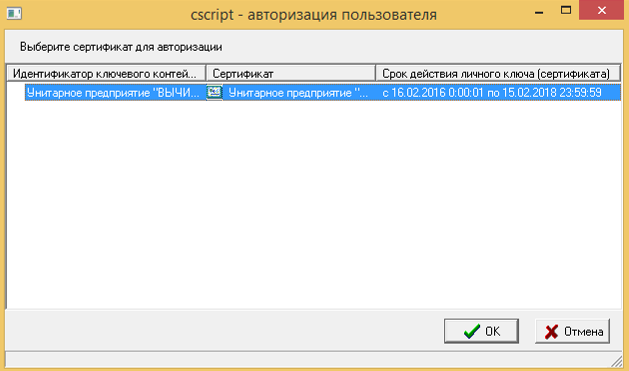 cscript - авторизация пользователя
Выберите сертификат для авторизации
Идентификатор ключевого контей... Сертификат Срок действия личного ключа (сертификата)
Унитарное предприятие "ВЫЧИ... Унитарное предприятие "... с 16.02.2016 0:00:01 по 15.02.2018 23:59:59
OK Отмена